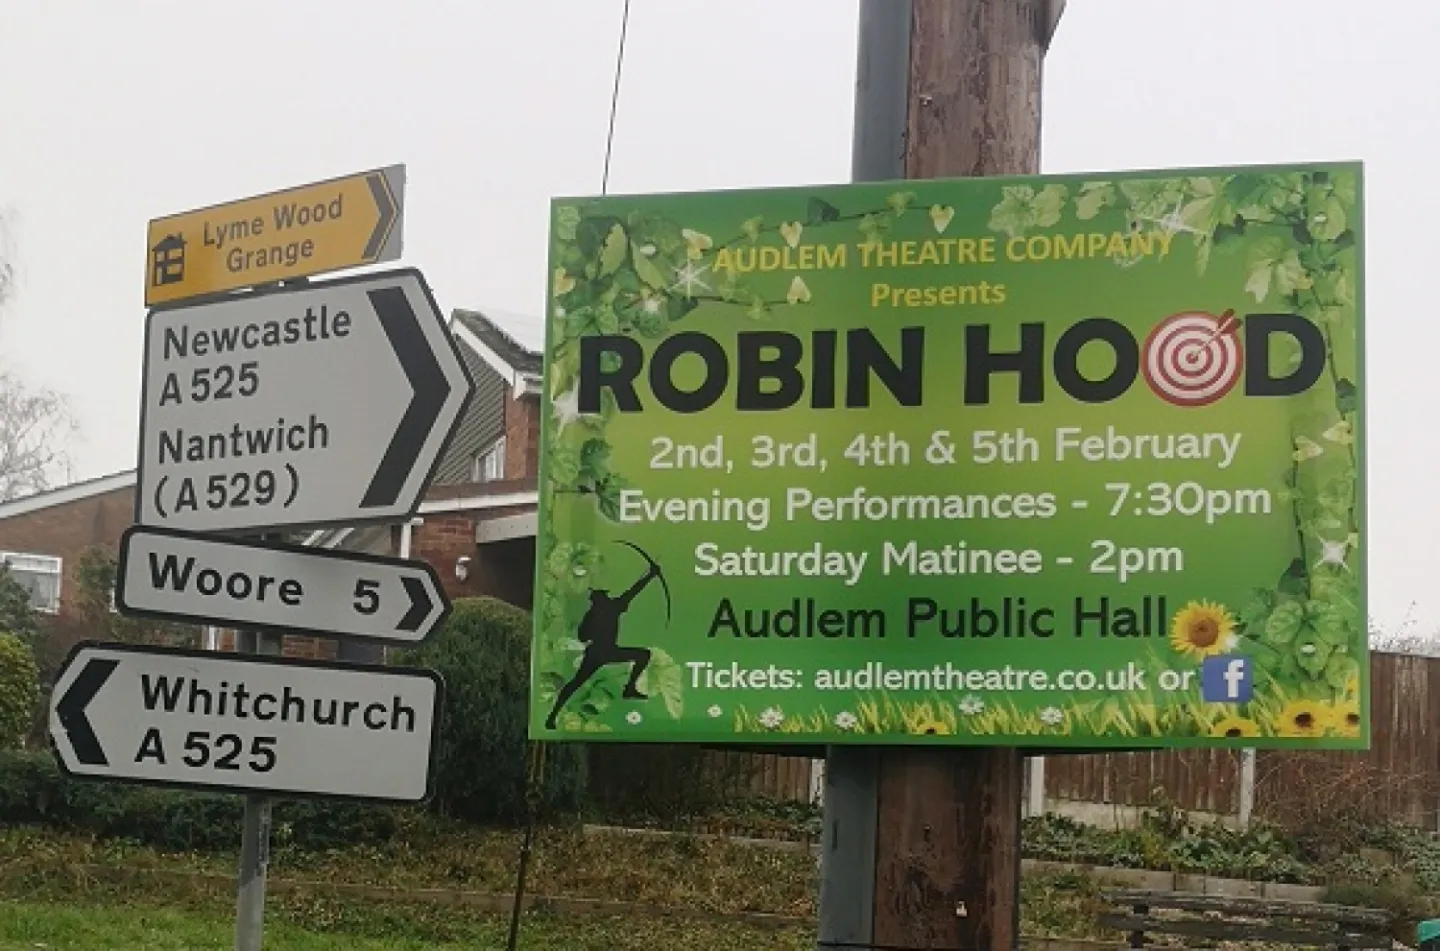 Lyme Wood
Grange
Newcastle
A 525
Nantwich
(A 529)
Woore 5
Whitchurch
A 525
AUDLEM THEATRE COMPANY
Presents
ROBIN HOOD
2nd, 3rd, 4th & 5th February
Evening Performances - 7:30pm
Saturday Matinee - 2pm
Audlem Public Hall
Tickets: audlemtheatre.co.uk or f